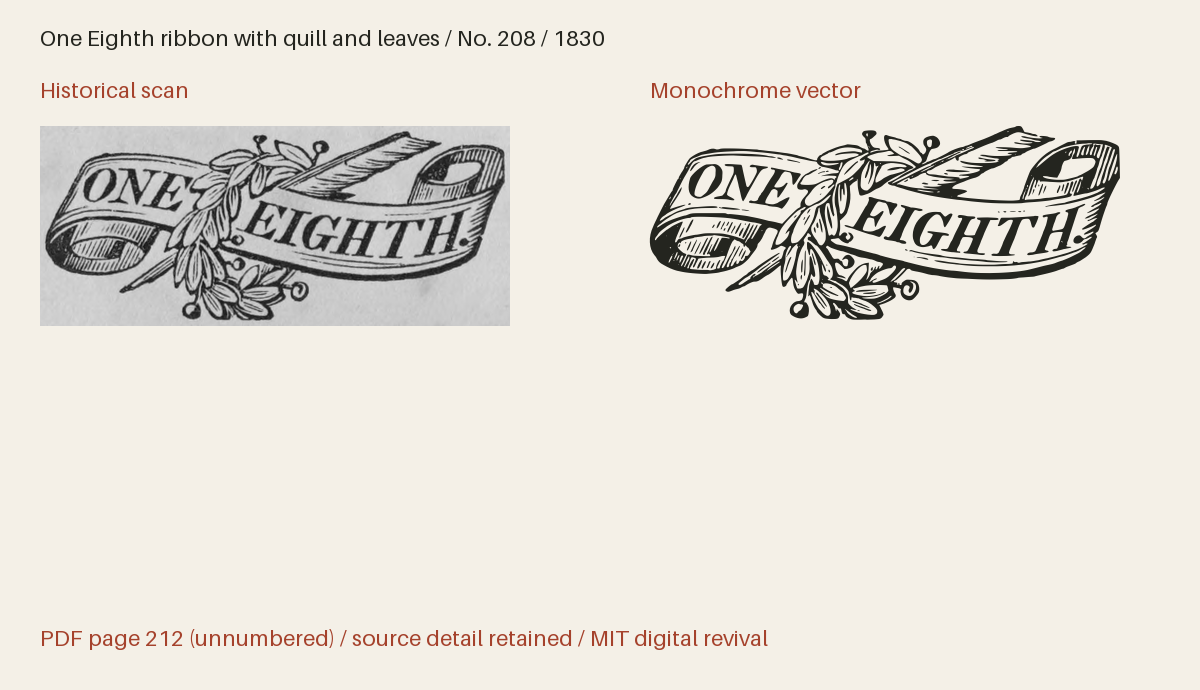 One Eighth ribbon with quill and leaves / No. 208 / 1830
Historical scan
Monochrome vector
ONE EIGHTH.
ONE EIGHTH.
PDF page 212 (unnumbered) / source detail retained / MIT digital revival